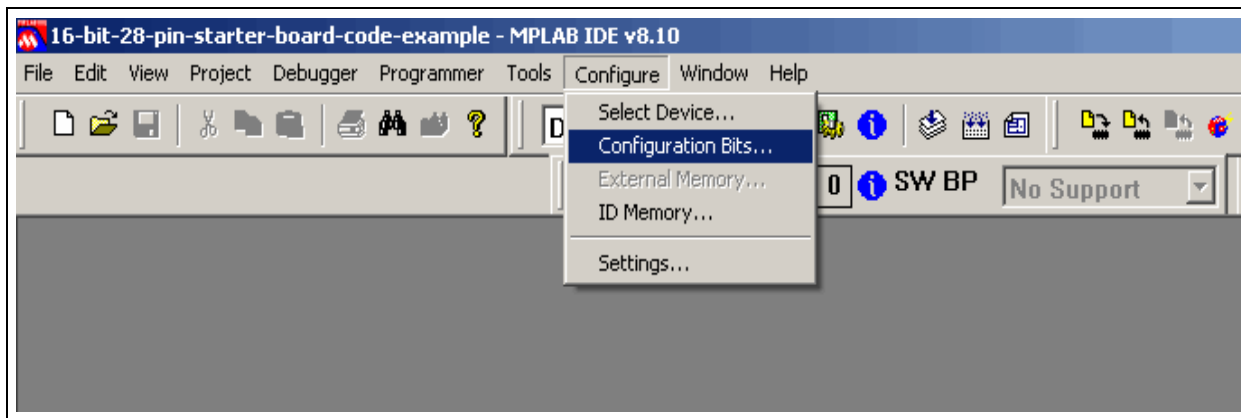 16-bit-28-pin-starter-board-code-example - MPLAB IDE v8.10
File Edit View Project Debugger Programmer Tools Configure Window Help
D
Select Device...
Configuration Bits...
External Memory...
ID Memory...
Settings...
0 SW BP No Support